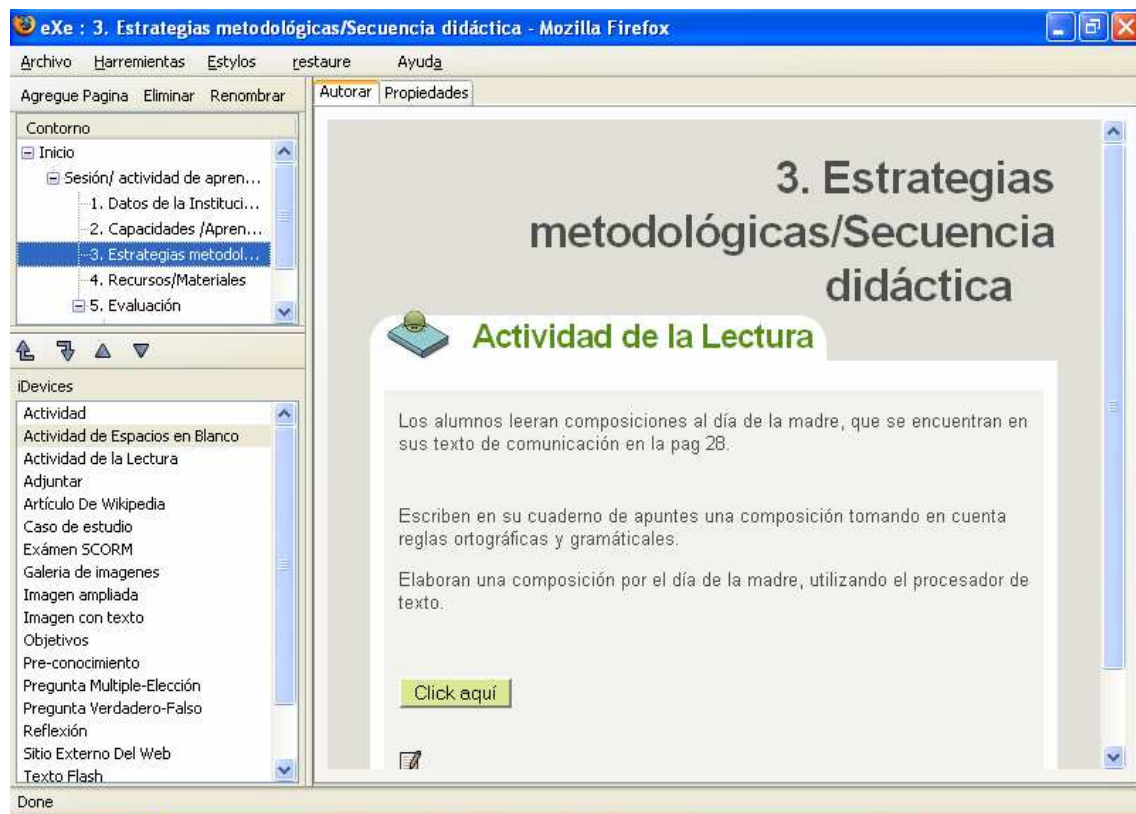 eXe : 3. Estrategias metodológicas/Secuencia didáctica - Mozilla Firefox
Archivo Harremientas Estylos restaure Ayuda
Agregue Pagina Eliminar Renombrar
Autorar Propiedades
Contorno
Inicio
Sesión/ actividad de apren...
1. Datos de la Instituci...
2. Capacidades /Apren...
3. Estrategias metodol...
4. Recursos/Materiales
5. Evaluación
iDevices
Actividad
Actividad de Espacios en Blanco
Actividad de la Lectura
Adjuntar
Artículo De Wikipedia
Caso de estudio
Exámen SCORM
Galeria de imagenes
Imagen ampliada
Imagen con texto
Objetivos
Pre-conocimiento
Pregunta Multiple-Elección
Pregunta Verdadero-Falso
Reflexión
Sitio Externo Del Web
Texto Flash
3. Estrategias
metodológicas/Secuencia
didáctica
Actividad de la Lectura
Los alumnos leeran composiciones al día de la madre, que se encuentran en
sus texto de comunicación en la pag 28.
Escriben en su cuaderno de apuntes una composición tomando en cuenta
reglas ortográficas y gramáticales.
Elaboran una composición por el día de la madre, utilizando el procesador de
texto.
Click aquí
Done